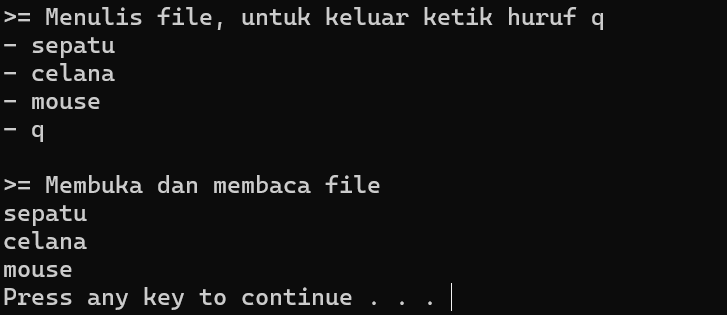 >= Menulis file, untuk keluar ketik huruf q
- sepatu
- celana
- mouse
- q
>= Membuka dan membaca file
sepatu
celana
mouse
Press any key to continue . . .